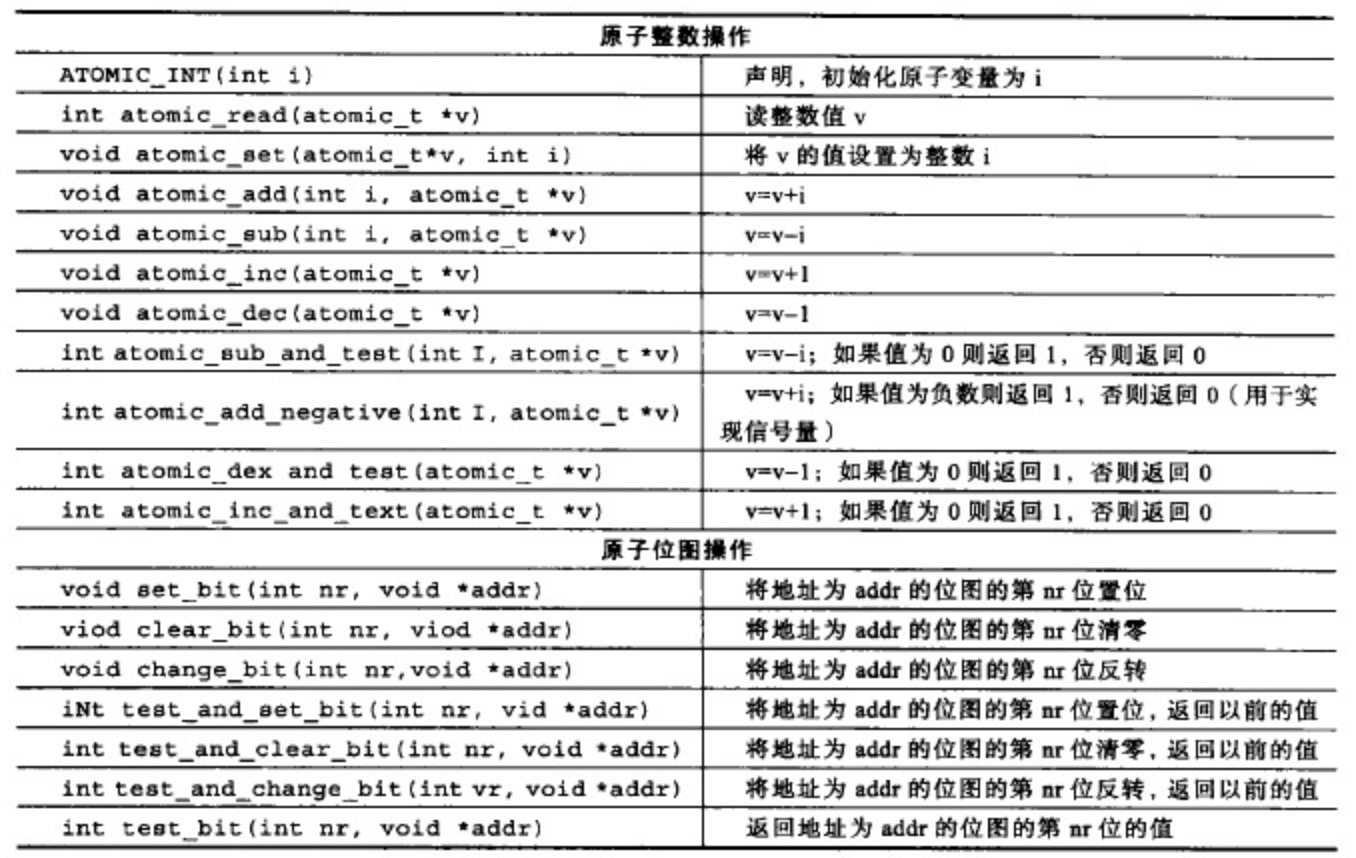 原子整数操作
ATOMIC_INT(int i) 声明，初始化原子变量为 i
int atomic_read(atomic_t *v) 读整数值 v
void atomic_set(atomic_t*v, int i) 将 v 的值设置为整数 i
void atomic_add(int i, atomic_t *v) v=v+i
void atomic_sub(int i, atomic_t *v) v=v−i
void atomic_inc(atomic_t *v) v=v+1
void atomic_dec(atomic_t *v) v=v−1
int atomic_sub_and_test(int I, atomic_t *v) v=v−i；如果值为 0 则返回 1，否则返回 0
int atomic_add_negative(int I, atomic_t *v) v=v+i；如果值为负数则返回 1，否则返回 0（用于实
现信号量）
int atomic_dex and test(atomic_t *v) v=v−1；如果值为 0 则返回 1，否则返回 0
int atomic_inc_and_text(atomic_t *v) v=v+1；如果值为 0 则返回 1，否则返回 0
原子位图操作
void set_bit(int nr, void *addr) 将地址为 addr 的位图的第 nr 位置位
viod clear_bit(int nr, viod *addr) 将地址为 addr 的位图的第 nr 位清零
void change_bit(int nr,void *addr) 将地址为 addr 的位图的第 nr 位反转
iNt test_and_set_bit(int nr, vid *addr) 将地址为 addr 的位图的第 nr 位置位，返回以前的值
int test_and_clear_bit(int nr, void *addr) 将地址为 addr 的位图的第 nr 位清零，返回以前的值
int test_and_change_bit(int vr, void *addr) 将地址为 addr 的位图的第 nr 位反转，返回以前的值
int test_bit(int nr, void *addr) 返回地址为 addr 的位图的第 nr 位的值